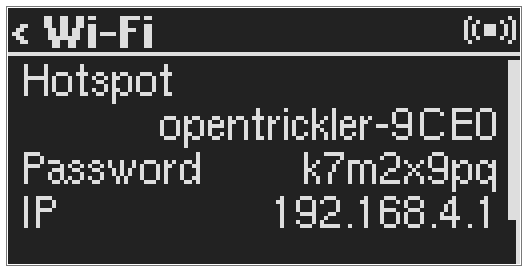 < Wi-Fi
Hotspot
opentrickler-9CE0
Password k7m2x9pq
IP 192.168.4.1